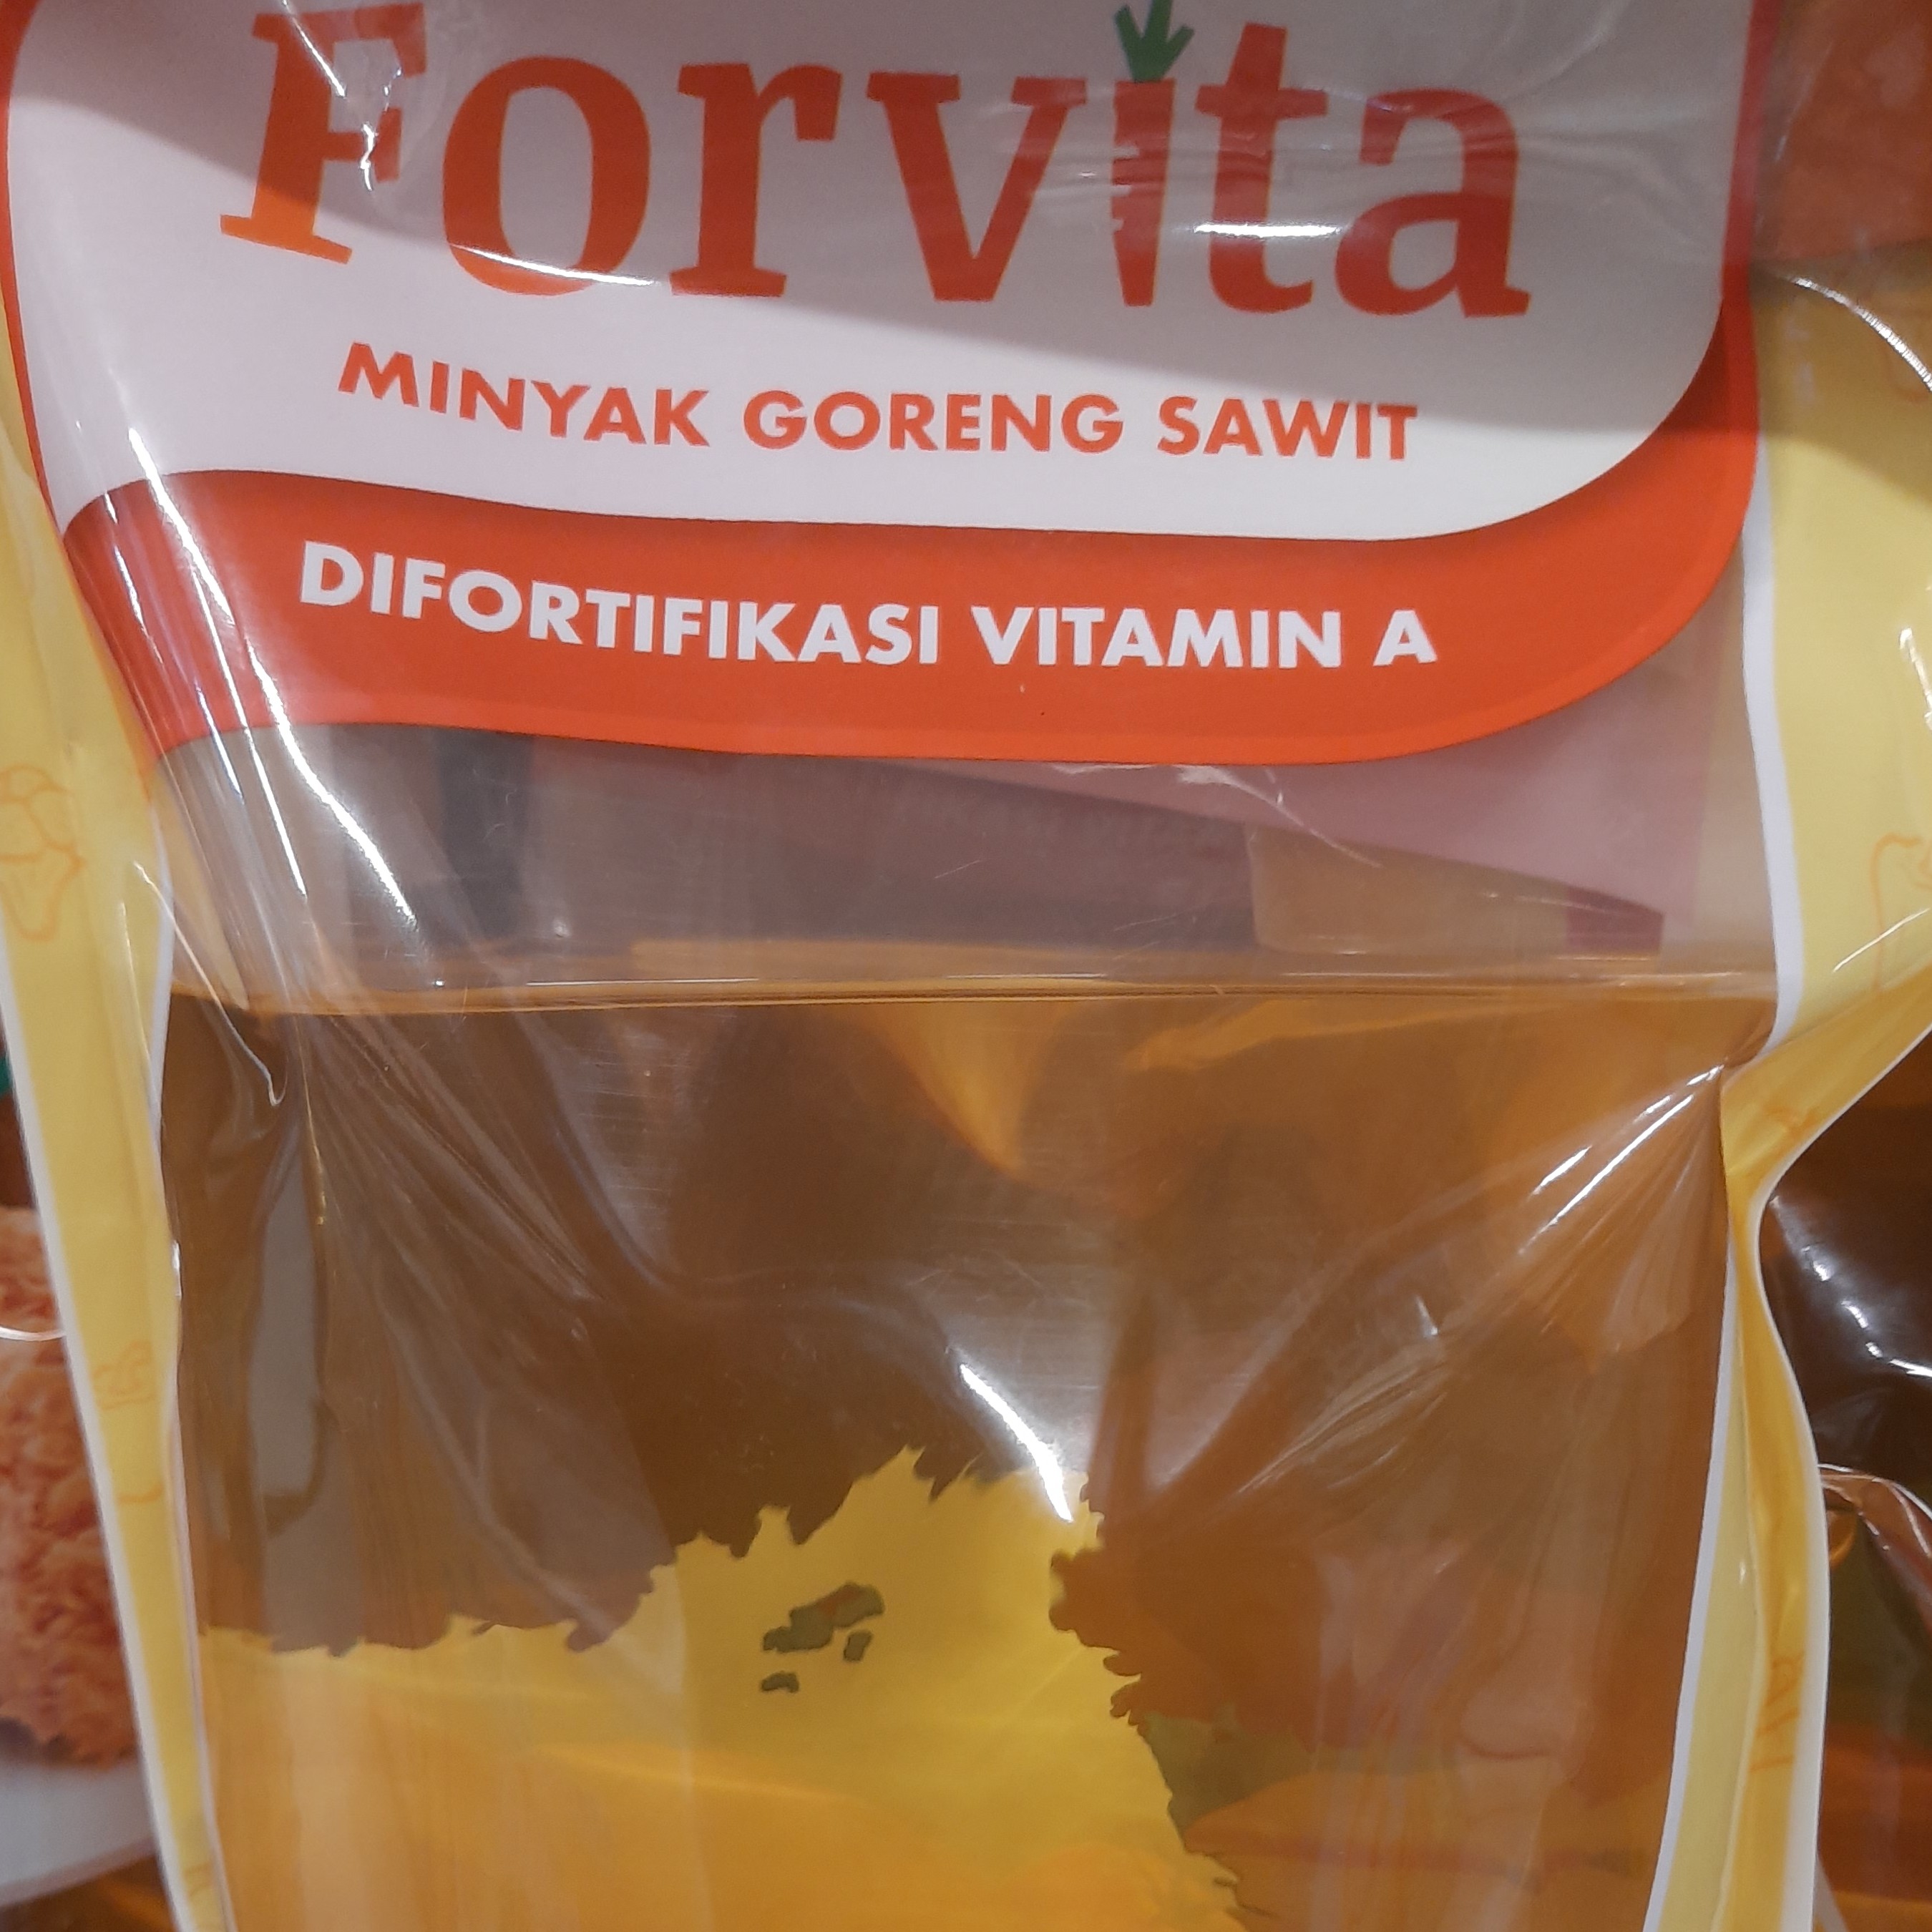 Forvita
MINYAK GORENG SAWIT
DIFORTIFIKASI VITAMIN A